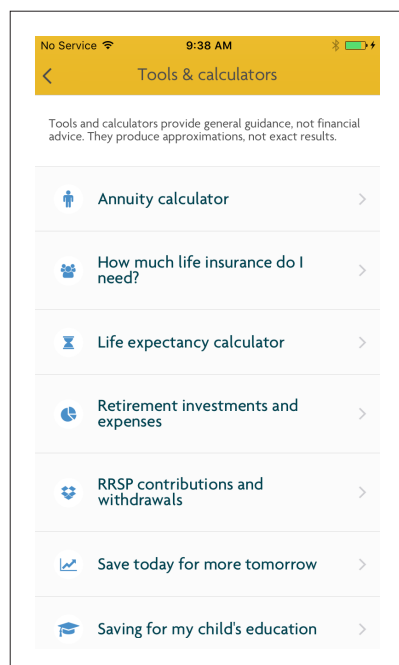 No Service 9:38 AM
Tools & calculators
Tools and calculators provide general guidance, not financial
advice. They produce approximations, not exact results.
Annuity calculator
How much life insurance do I
need?
Life expectancy calculator
Retirement investments and
expenses
RRSP contributions and
withdrawals
Save today for more tomorrow
Saving for my child's education